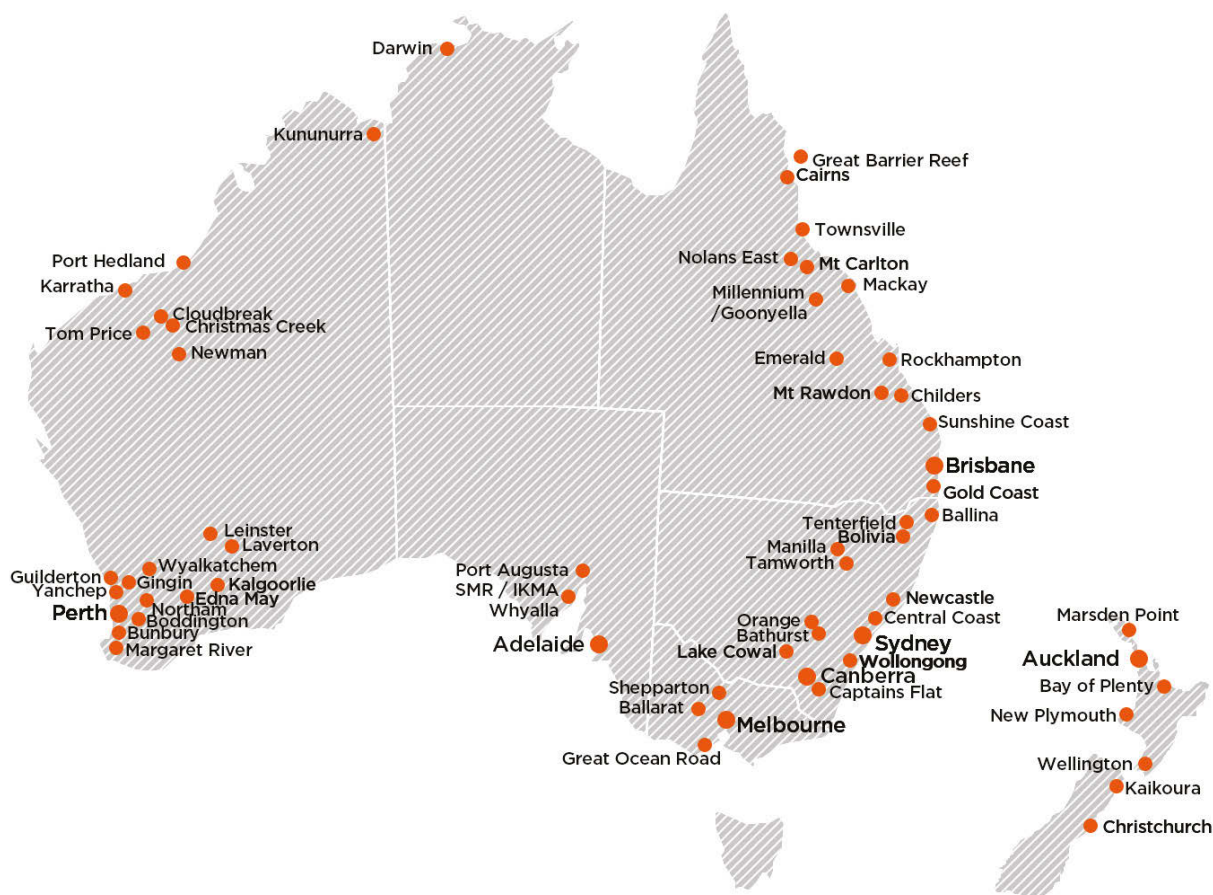 Darwin
Kununurra
Great Barrier Reef
Cairns
Townsville
Port Hedland
Nolans East
Mt Carlton
Karratha
Mackay
Millennium
/Goonyella
Cloudbreak
Christmas Creek
Tom Price
Newman
Emerald
Rockhampton
Mt Rawdon
Childers
Sunshine Coast
Brisbane
Gold Coast
Ballina
Tenterfield
Bolivia
Leinster
Laverton
Manilla
Tamworth
Wyalkatchem
Guilderton
Gingin
Kalgoorlie
Yanchep
Edna May
Port Augusta
SMR / IKMA
Whyalla
Perth
Northam
Boddington
Bunbury
Margaret River
Newcastle
Central Coast
Orange
Bathurst
Sydney
Adelaide
Lake Cowal
Wollongong
Canberra
Captains Flat
Shepparton
Ballarat
Melbourne
Great Ocean Road
Marsden Point
Auckland
Bay of Plenty
New Plymouth
Wellington
Kaikoura
Christchurch